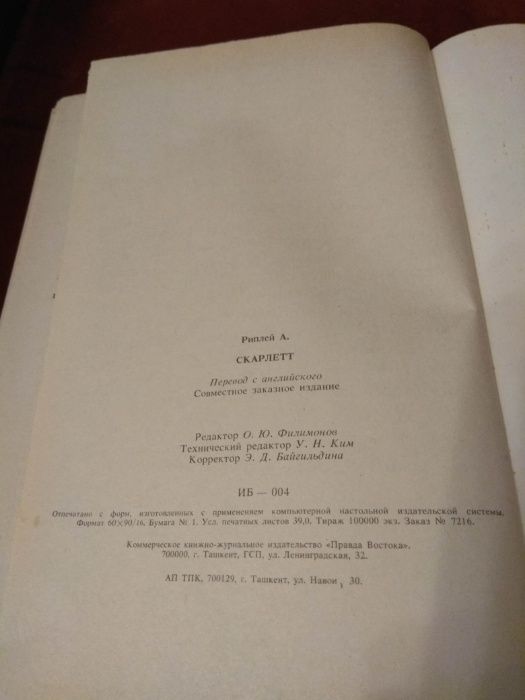 Риплей А.
СКАРЛЕТТ
Перевод с английского
Совместное заказное издание
Редактор О. Ю. Филимонов
Технический редактор У. Н. Ким
Корректор Э. Д. Байгильдина
ИБ — 004
Отпечатано с форм, изготовленных с применением компьютерной настольной издательской системы.
Формат 60×90/16. Бумага № 1. Усл. печатных листов 39,0. Тираж 100000 экз. Заказ № 7216.
Коммерческое книжно-журнальное издательство «Правда Востока».
700000, г. Ташкент, ГСП, ул. Ленинградская, 32.
АП ТПК, 700129, г. Ташкент, ул. Навои, 30.